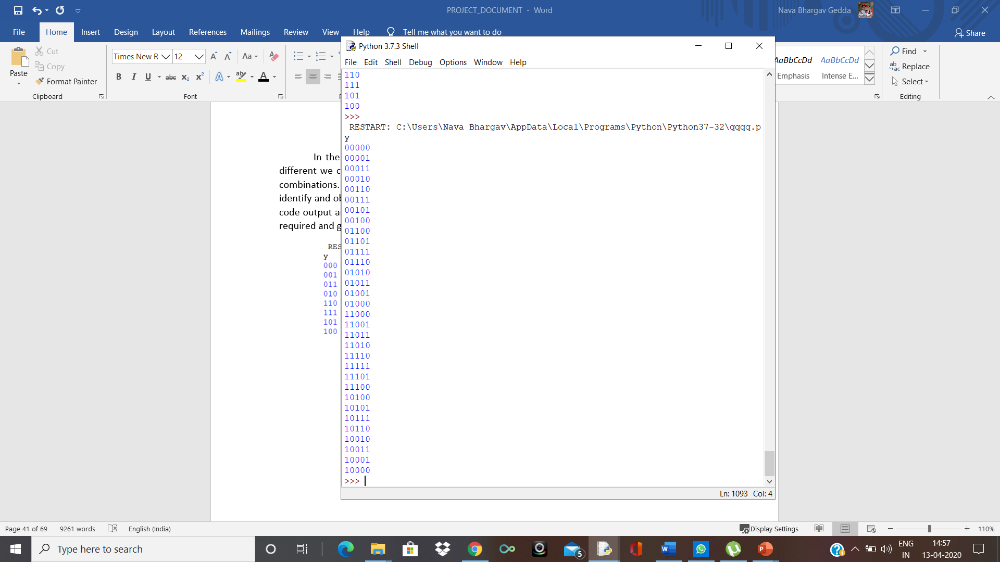 PROJECT_DOCUMENT - Word
Nava Bhargav Gedda
File Home Insert Design Layout References Mailings Review View Help Tell me what you want to do Share
Cut
Copy
Format Painter
Paste
Clipboard
Times New R 12
Font
AaBbCcDd AaBbCcDd
Emphasis Intense E...
Find
Replace
Select
Editing
Python 3.7.3 Shell
File Edit Shell Debug Options Window Help
110
111
101
100
>>>
RESTART: C:\Users\Nava Bhargav\AppData\Local\Programs\Python\Python37-32\qqqq.p
y
00000
00001
00011
00010
00110
00111
00101
00100
01100
01101
01111
01110
01010
01011
01001
01000
11000
11001
11011
11010
11110
11111
11101
11100
10100
10101
10111
10110
10010
10011
10001
10000
>>>
Ln: 1093 Col: 4
In the
different we c
combinations.
identify and ob
code output a
required and g
RES
y
000
001
011
010
110
111
101
100
Page 41 of 69 9261 words English (India) Display Settings 110%
Type here to search
5
ENG
IN
14:57
13-04-2020